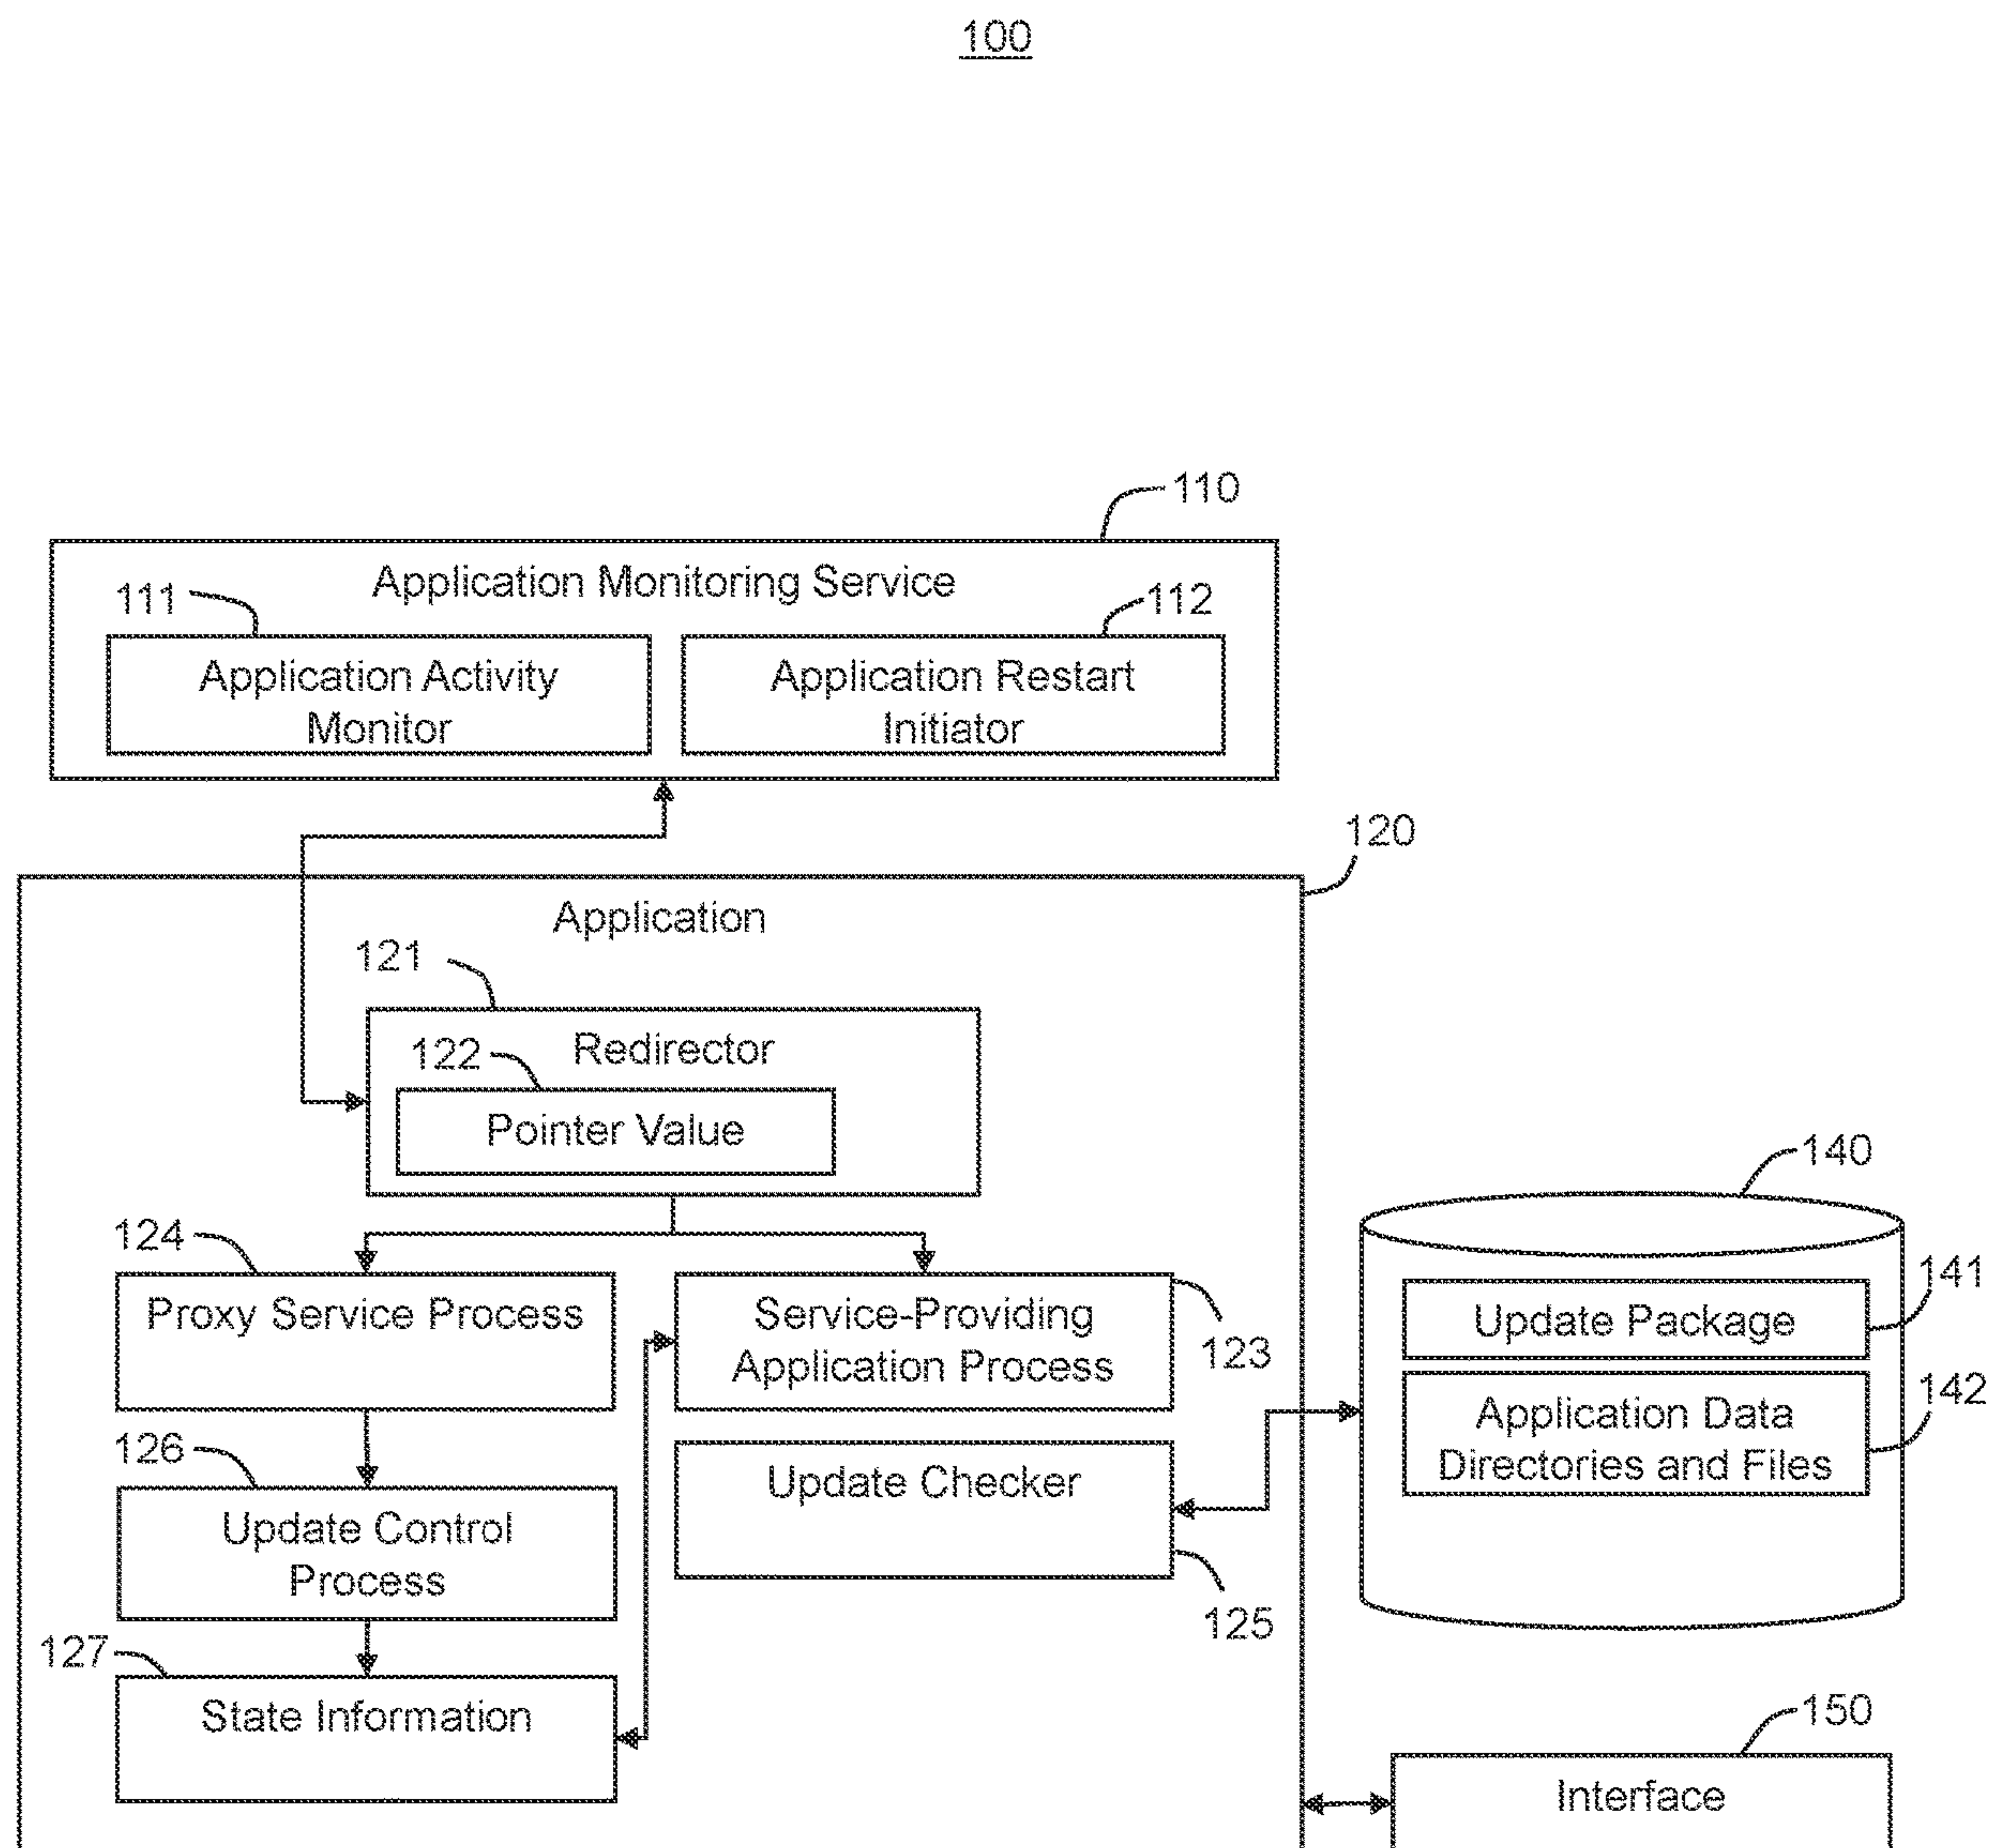 100
110
Application Monitoring Service
111
112
Application Activity
Monitor
Application Restart
Initiator
120
Application
121
Redirector
122
Pointer Value
140
124
Proxy Service Process
Service-Providing
Application Process
123
141
Update Package
142
Application Data
Directories and Files
126
Update Control
Process
Update Checker
125
127
State Information
150
Interface